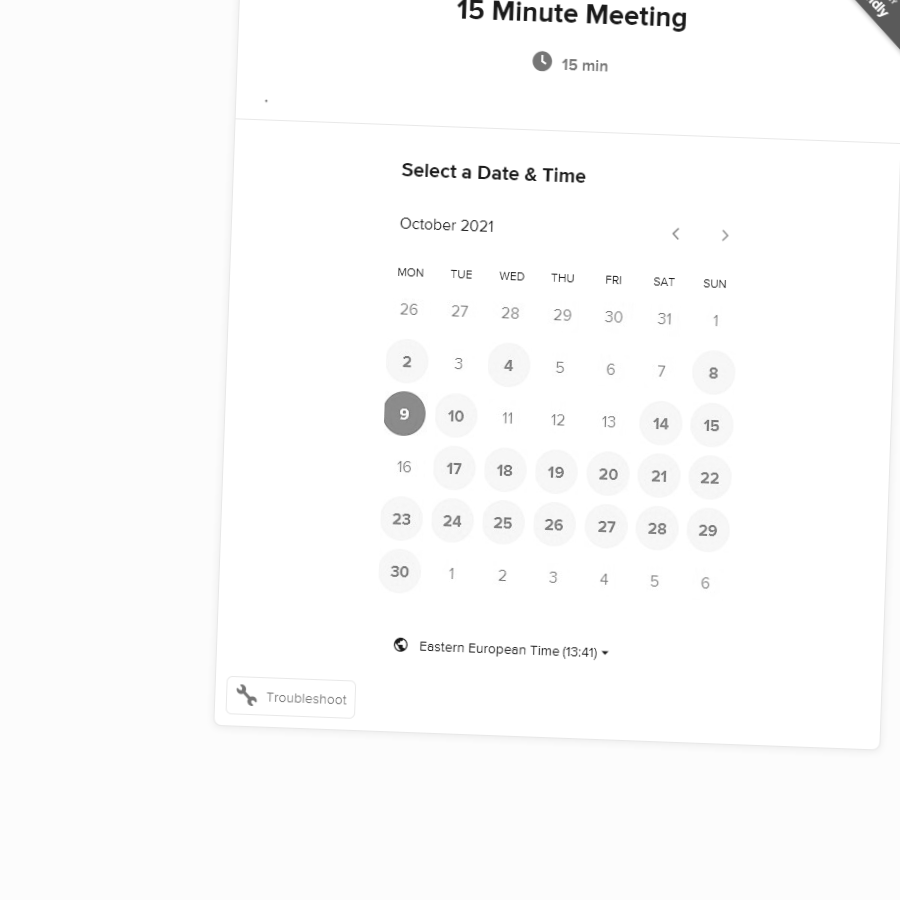 15 Minute Meeting
15 min
Select a Date & Time
October 2021
MON TUE WED THU FRI SAT SUN
26 27 28 29 30 31 1
2 3 4 5 6 7 8
9 10 11 12 13 14 15
16 17 18 19 20 21 22
23 24 25 26 27 28 29
30 1 2 3 4 5 6
Eastern European Time (13:41)
Troubleshoot